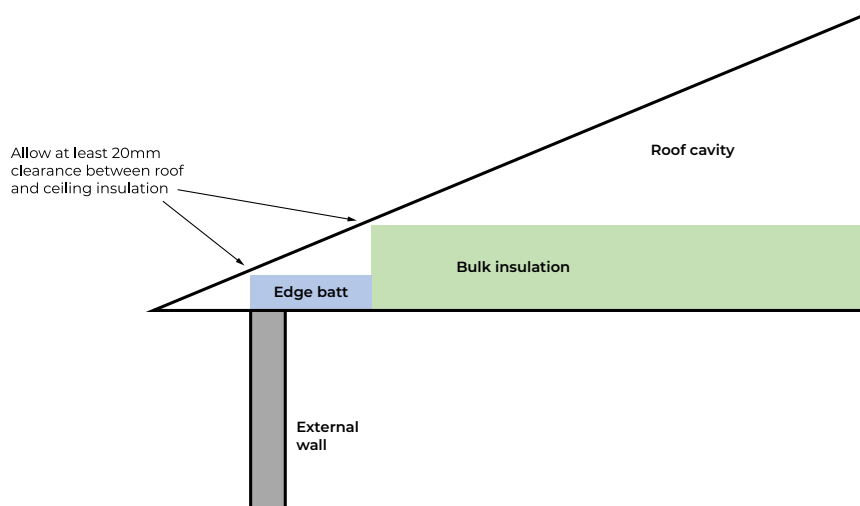 Allow at least 20mm
clearance between roof
and ceiling insulation
Roof cavity
Bulk insulation
Edge batt
External
wall